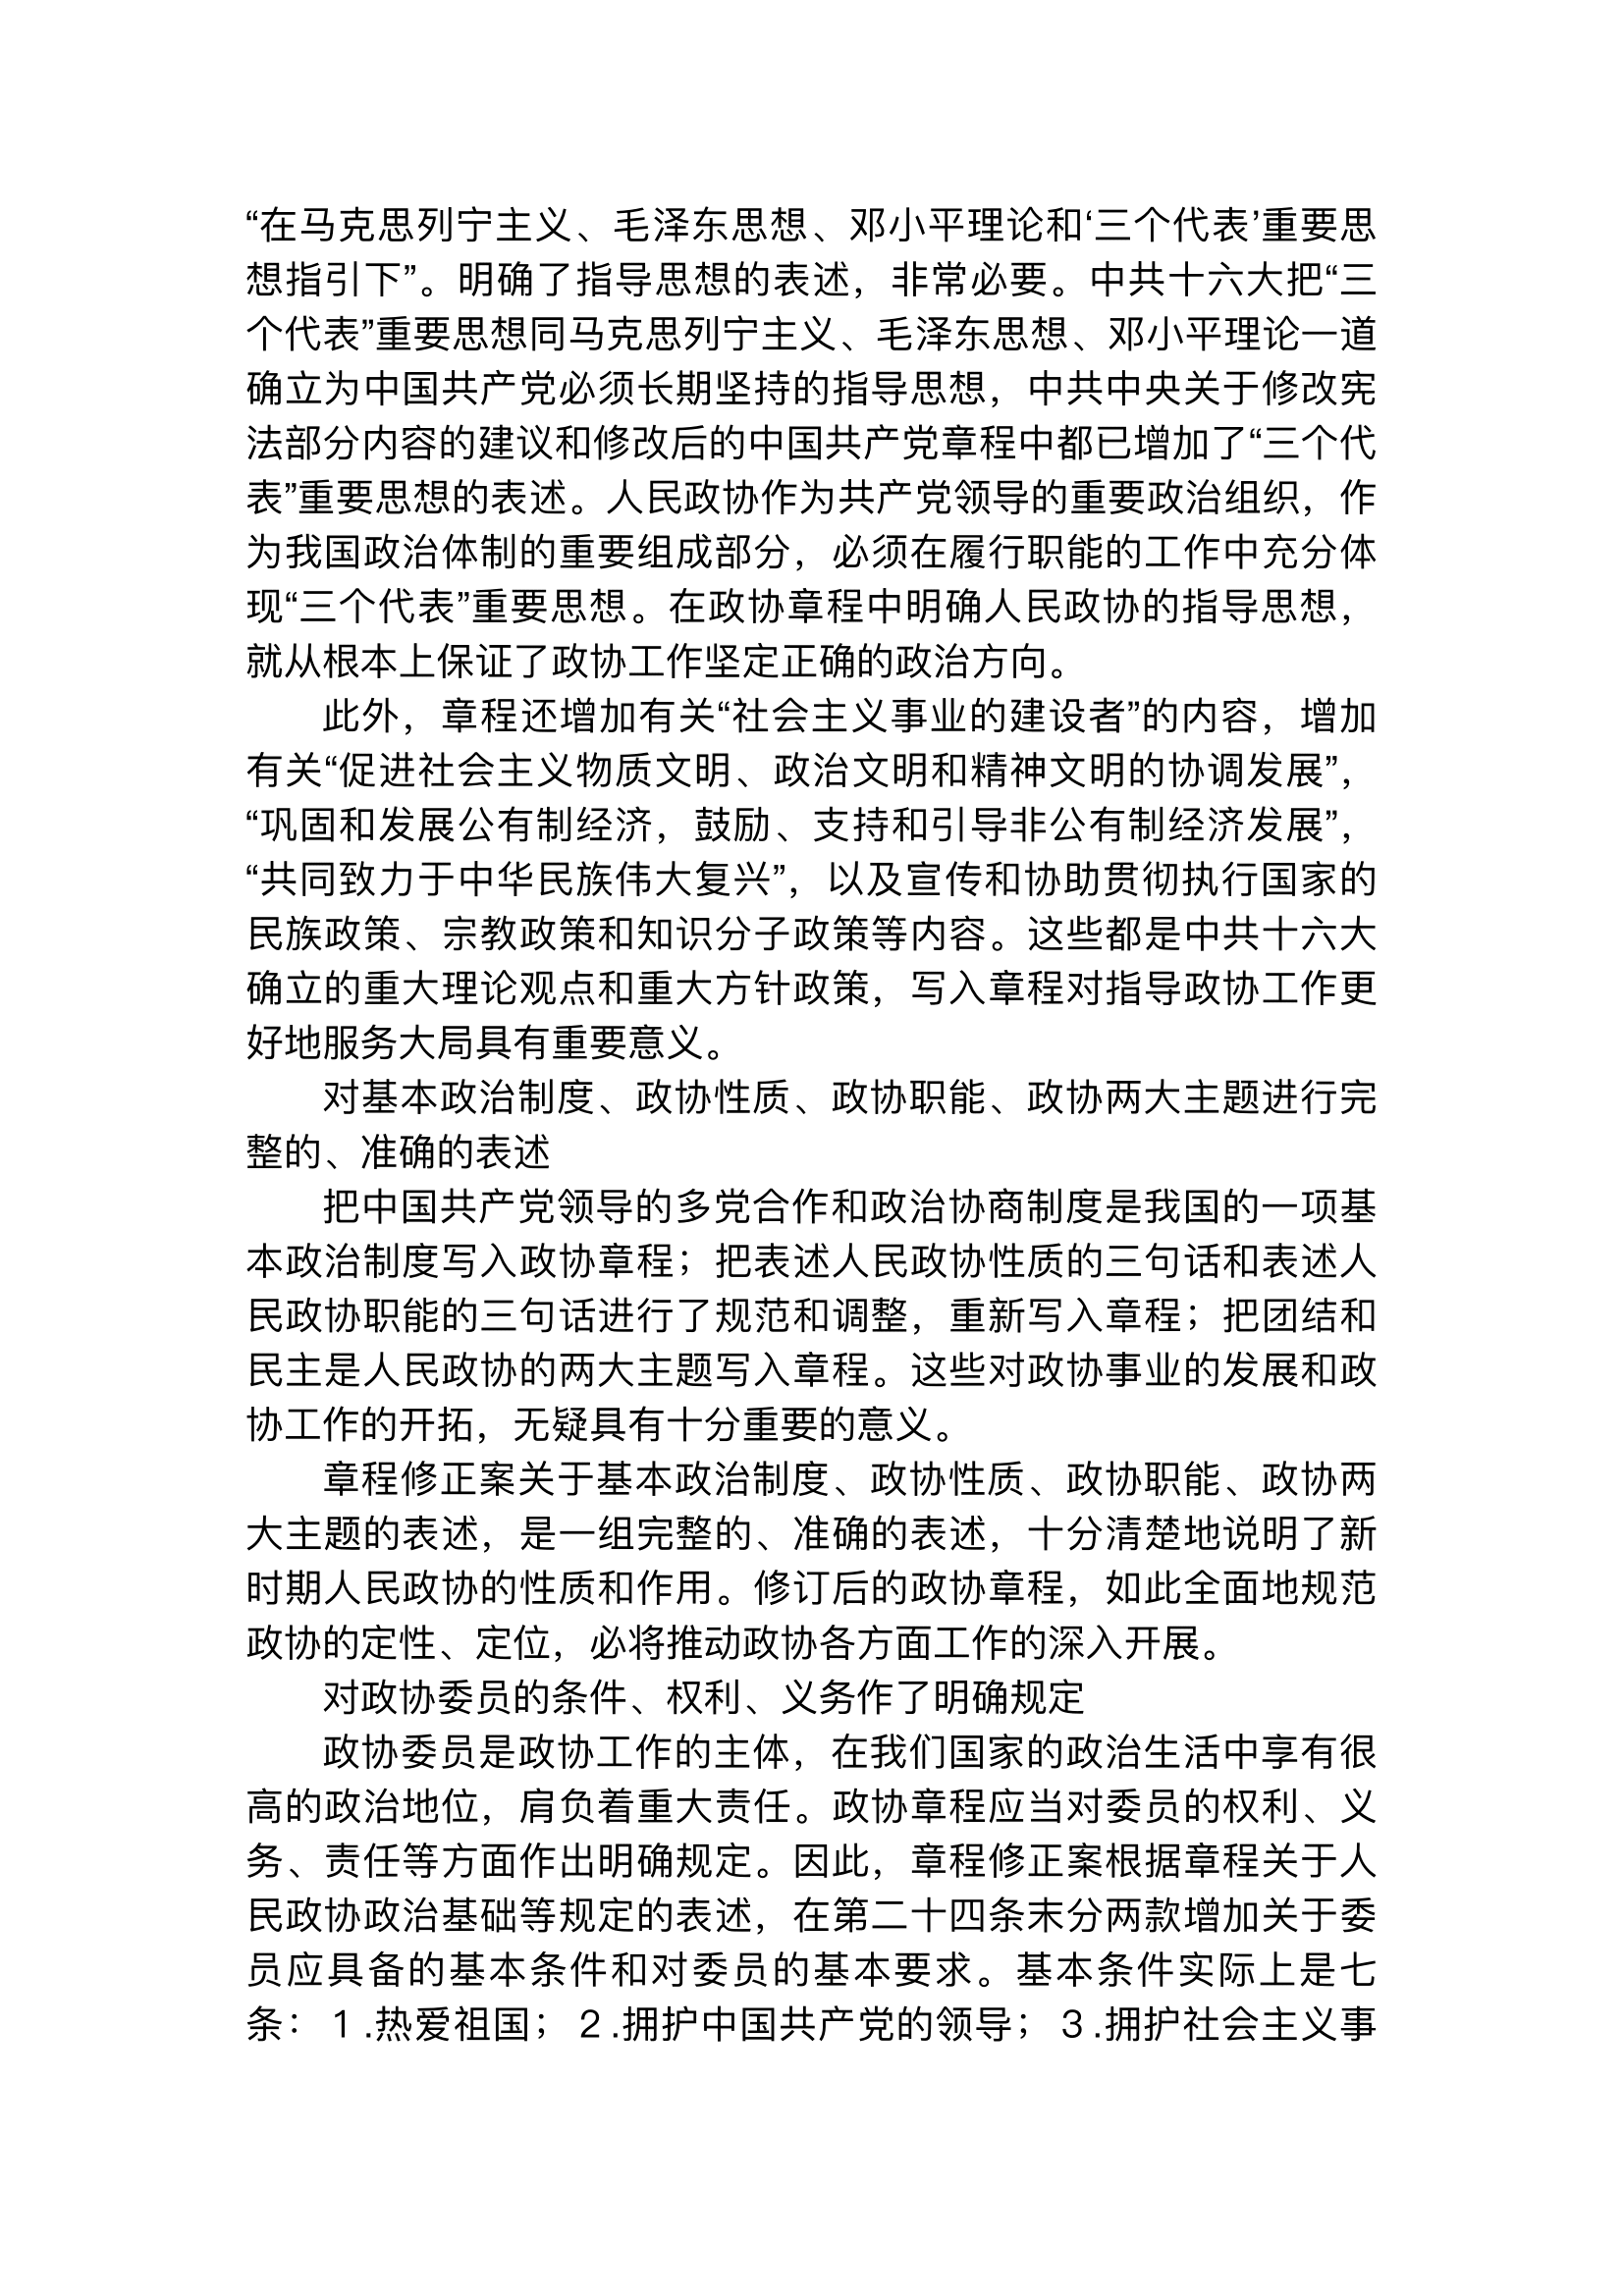 “在马克思列宁主义、毛泽东思想、邓小平理论和‘三个代表’重要思
想指引下”。明确了指导思想的表述，非常必要。中共十六大把“三
个代表”重要思想同马克思列宁主义、毛泽东思想、邓小平理论一道
确立为中国共产党必须长期坚持的指导思想，中共中央关于修改宪
法部分内容的建议和修改后的中国共产党章程中都已增加了“三个代
表”重要思想的表述。人民政协作为共产党领导的重要政治组织，作
为我国政治体制的重要组成部分，必须在履行职能的工作中充分体
现“三个代表”重要思想。在政协章程中明确人民政协的指导思想，
就从根本上保证了政协工作坚定正确的政治方向。
此外，章程还增加有关“社会主义事业的建设者”的内容，增加
有关“促进社会主义物质文明、政治文明和精神文明的协调发展”，
“巩固和发展公有制经济，鼓励、支持和引导非公有制经济发展”，
“共同致力于中华民族伟大复兴”，以及宣传和协助贯彻执行国家的
民族政策、宗教政策和知识分子政策等内容。这些都是中共十六大
确立的重大理论观点和重大方针政策，写入章程对指导政协工作更
好地服务大局具有重要意义。
对基本政治制度、政协性质、政协职能、政协两大主题进行完
整的、准确的表述
把中国共产党领导的多党合作和政治协商制度是我国的一项基
本政治制度写入政协章程；把表述人民政协性质的三句话和表述人
民政协职能的三句话进行了规范和调整，重新写入章程；把团结和
民主是人民政协的两大主题写入章程。这些对政协事业的发展和政
协工作的开拓，无疑具有十分重要的意义。
章程修正案关于基本政治制度、政协性质、政协职能、政协两
大主题的表述，是一组完整的、准确的表述，十分清楚地说明了新
时期人民政协的性质和作用。修订后的政协章程，如此全面地规范
政协的定性、定位，必将推动政协各方面工作的深入开展。
对政协委员的条件、权利、义务作了明确规定
政协委员是政协工作的主体，在我们国家的政治生活中享有很
高的政治地位，肩负着重大责任。政协章程应当对委员的权利、义
务、责任等方面作出明确规定。因此，章程修正案根据章程关于人
民政协政治基础等规定的表述，在第二十四条末分两款增加关于委
员应具备的基本条件和对委员的基本要求。基本条件实际上是七
条：１.热爱祖国；２.拥护中国共产党的领导；３.拥护社会主义事